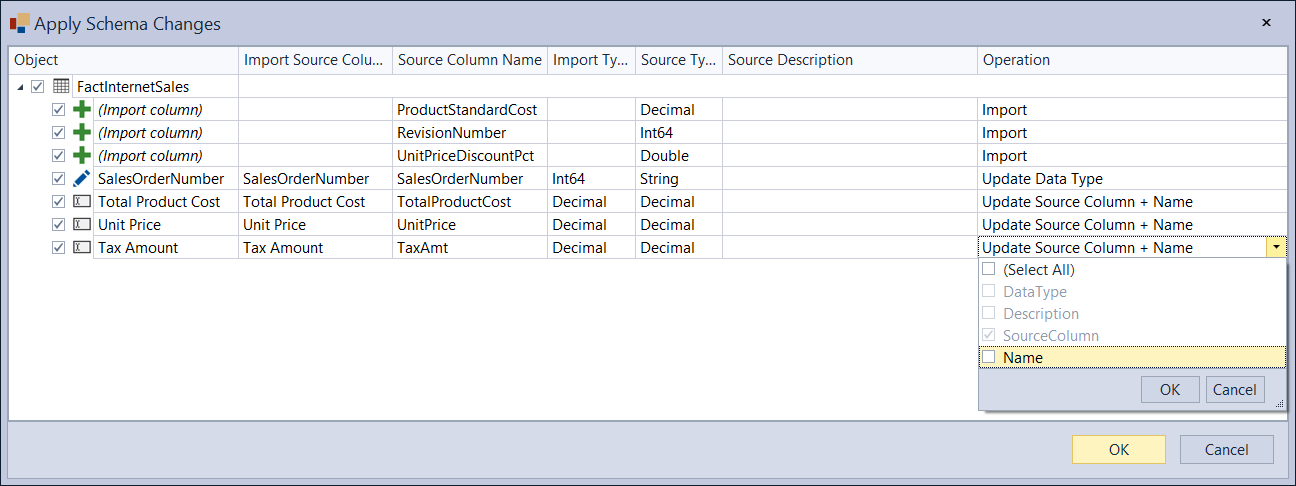 Apply Schema Changes
Object Import Source Colu... Source Column Name Import Ty... Source Ty... Source Description Operation
FactInternetSales
(Import column) ProductStandardCost Decimal Import
(Import column) RevisionNumber Int64 Import
(Import column) UnitPriceDiscountPct Double Import
SalesOrderNumber SalesOrderNumber SalesOrderNumber Int64 String Update Data Type
Total Product Cost Total Product Cost TotalProductCost Decimal Decimal Update Source Column + Name
Unit Price Unit Price UnitPrice Decimal Decimal Update Source Column + Name
Tax Amount Tax Amount TaxAmt Decimal Decimal Update Source Column + Name
(Select All)
DataType
Description
SourceColumn
Name
OK Cancel
OK Cancel